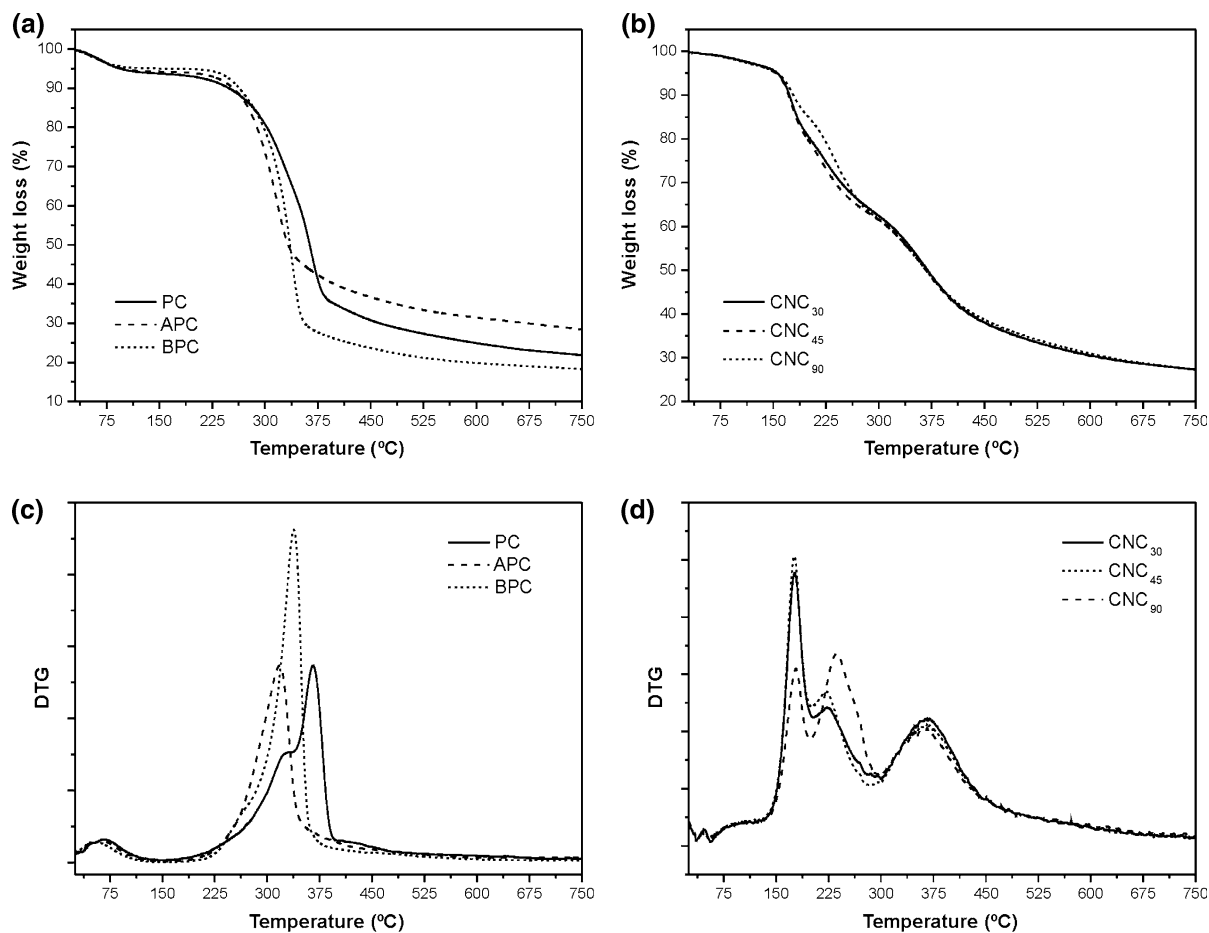 (a)
100
90
80
70
60
50
40
30
20
10
Weight loss (%)
PC
APC
BPC
75 150 225 300 375 450 525 600 675 750
Temperature (ºC)
(b)
100
90
80
70
60
50
40
30
20
Weight loss (%)
CNC30
CNC45
CNC90
75 150 225 300 375 450 525 600 675 750
Temperature (ºC)
(c)
DTG
PC
APC
BPC
75 150 225 300 375 450 525 600 675 750
Temperature (ºC)
(d)
DTG
CNC30
CNC45
CNC90
75 150 225 300 375 450 525 600 675 750
Temperature (ºC)